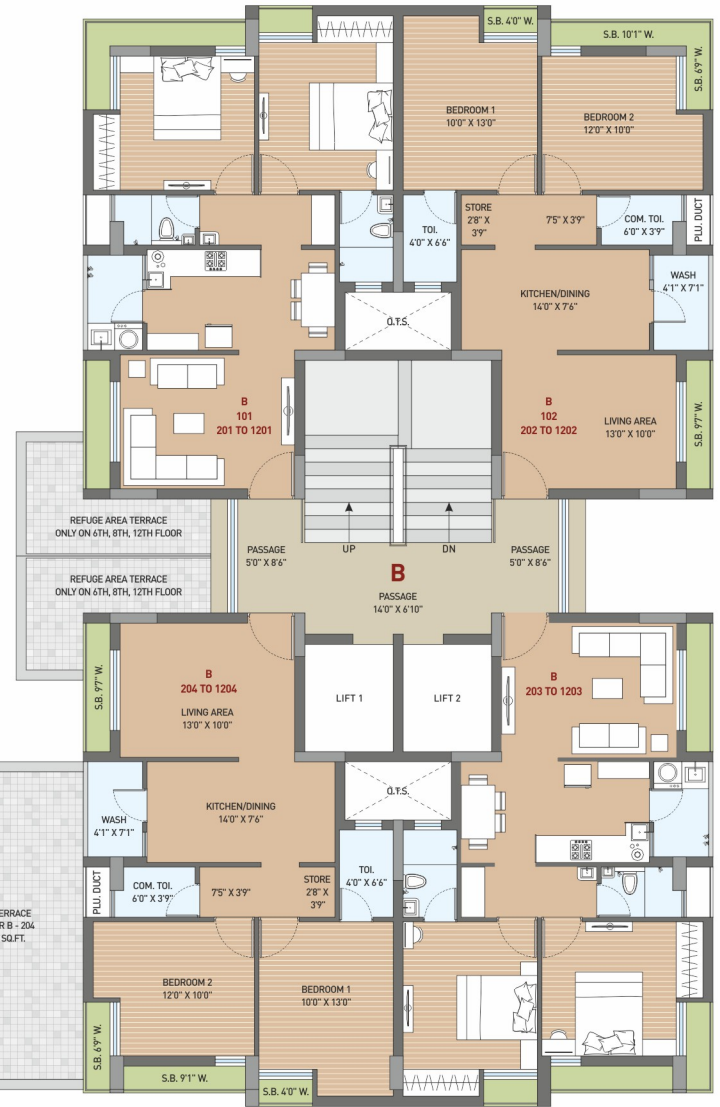 S.B. 4'0" W.
S.B. 10'1" W.
S.B. 6'9" W.
BEDROOM 1
10'0" X 13'0"
BEDROOM 2
12'0" X 10'0"
STORE
2'8" X
3'9"
7'5" X 3'9"
COM. TOI.
6'0" X 3'9"
PLU. DUCT
TOI.
4'0" X 6'6"
WASH
4'1" X 7'1"
KITCHEN/DINING
14'0" X 7'6"
O.T.S.
B
101
201 TO 1201
B
102
202 TO 1202
LIVING AREA
13'0" X 10'0"
S.B. 9'7" W.
REFUGE AREA TERRACE
ONLY ON 6TH, 8TH, 12TH FLOOR
REFUGE AREA TERRACE
ONLY ON 6TH, 8TH, 12TH FLOOR
PASSAGE
5'0" X 8'6"
UP
DN
PASSAGE
5'0" X 8'6"
B
PASSAGE
14'0" X 6'10"
S.B. 9'7" W.
B
204 TO 1204
LIVING AREA
13'0" X 10'0"
LIFT 1
LIFT 2
B
203 TO 1203
O.T.S.
WASH
4'1" X 7'1"
KITCHEN/DINING
14'0" X 7'6"
PLU. DUCT
COM. TOI.
6'0" X 3'9"
7'5" X 3'9"
STORE
2'8" X
3'9"
TOI.
4'0" X 6'6"
B - 204
SQ.FT.
BEDROOM 2
12'0" X 10'0"
BEDROOM 1
10'0" X 13'0"
S.B. 6'9" W.
S.B. 9'1" W.
S.B. 4'0" W.